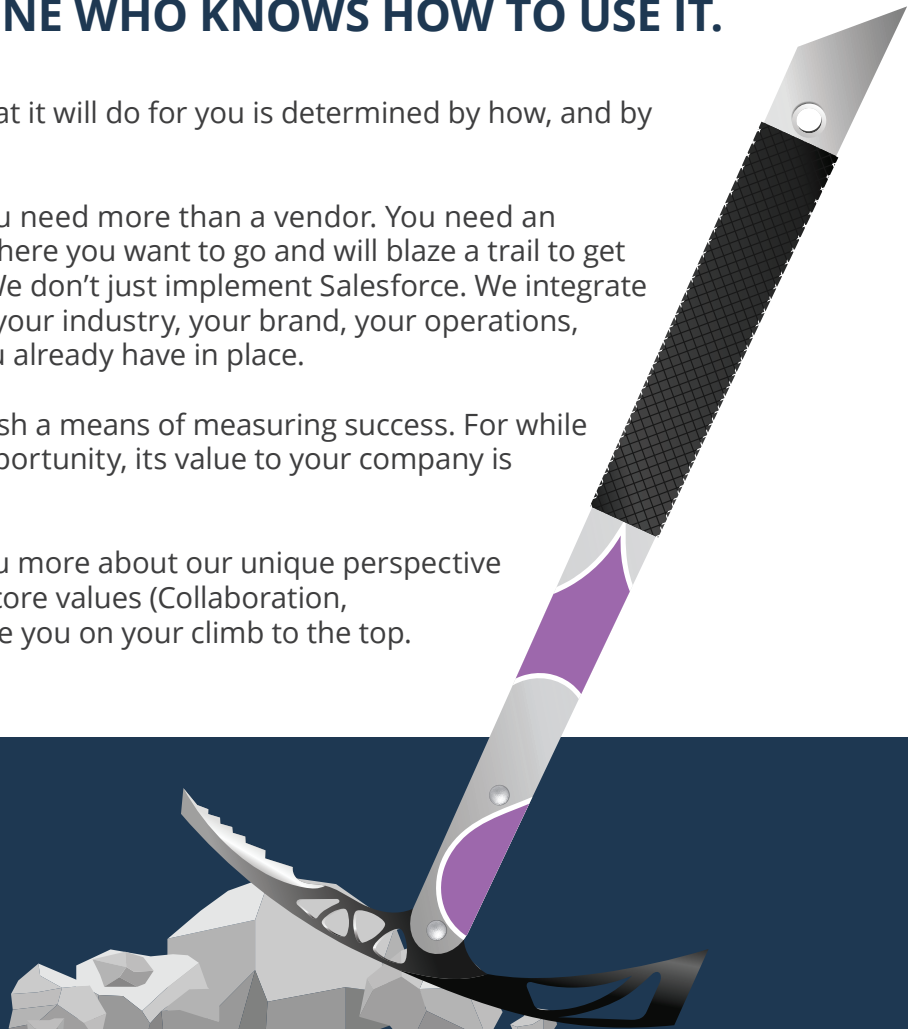 NE WHO KNOWS HOW TO USE IT.
at it will do for you is determined by how, and by
u need more than a vendor. You need an
here you want to go and will blaze a trail to get
We don’t just implement Salesforce. We integrate
your industry, your brand, your operations,
u already have in place.
sh a means of measuring success. For while
portunity, its value to your company is
u more about our unique perspective
core values (Collaboration,
e you on your climb to the top.